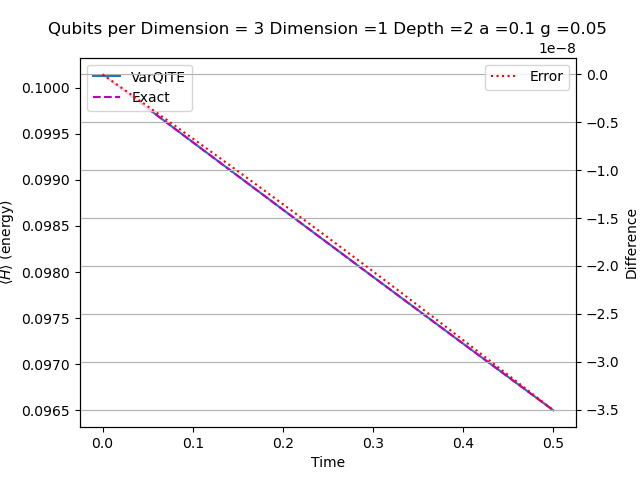 Qubits per Dimension = 3 Dimension =1 Depth =2 a =0.1 g =0.05
1e−8
VarQITE
Exact
Error
0.1000
0.0995
0.0990
0.0985
0.0980
0.0975
0.0970
0.0965
⟨H⟩ (energy)
0.0
−0.5
−1.0
−1.5
−2.0
−2.5
−3.0
−3.5
Difference
0.0 0.1 0.2 0.3 0.4 0.5
Time